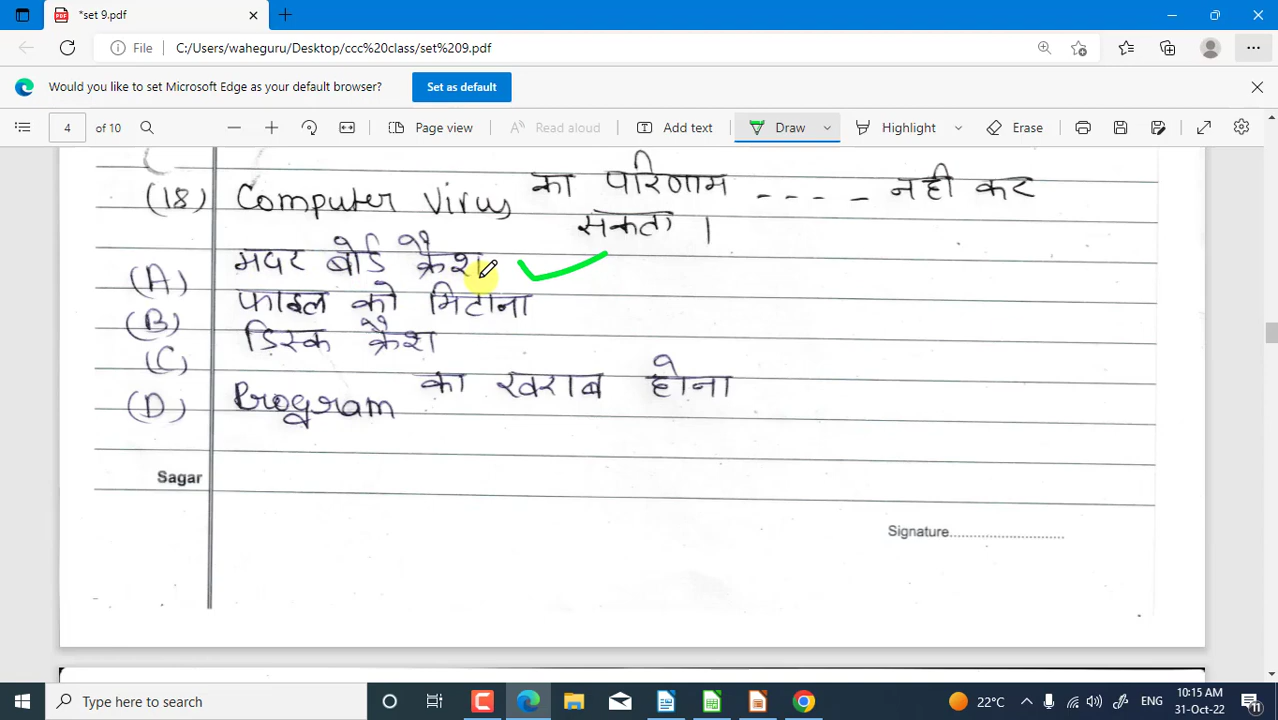 *set 9.pdf
File C:/Users/waheguru/Desktop/ccc%20class/set%209.pdf
Would you like to set Microsoft Edge as your default browser? Set as default
4 of 10 Page view Read aloud Add text Draw Highlight Erase
(18) Computer Virus का परिणाम ---- नही कर
सकता ।
(A) मदर बोर्ड क्रैश
(B) फाइल को मिटाना
(C) डिस्क क्रैश
(D) Program का खराब होना
Sagar
Signature............................
Type here to search
22°C ENG 10:15 AM
31-Oct-22 11